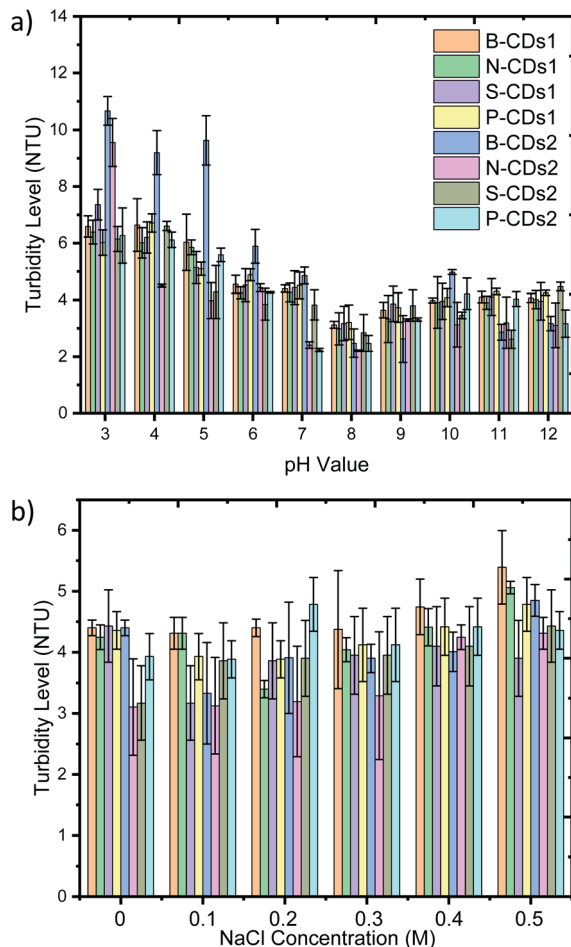 a)
Turbidity Level (NTU)
14
12
10
8
6
4
2
0
B-CDs1
N-CDs1
S-CDs1
P-CDs1
B-CDs2
N-CDs2
S-CDs2
P-CDs2
3 4 5 6 7 8 9 10 11 12
pH Value
b)
Turbidity Level (NTU)
6
5
4
3
2
1
0
0 0.1 0.2 0.3 0.4 0.5
NaCl Concentration (M)